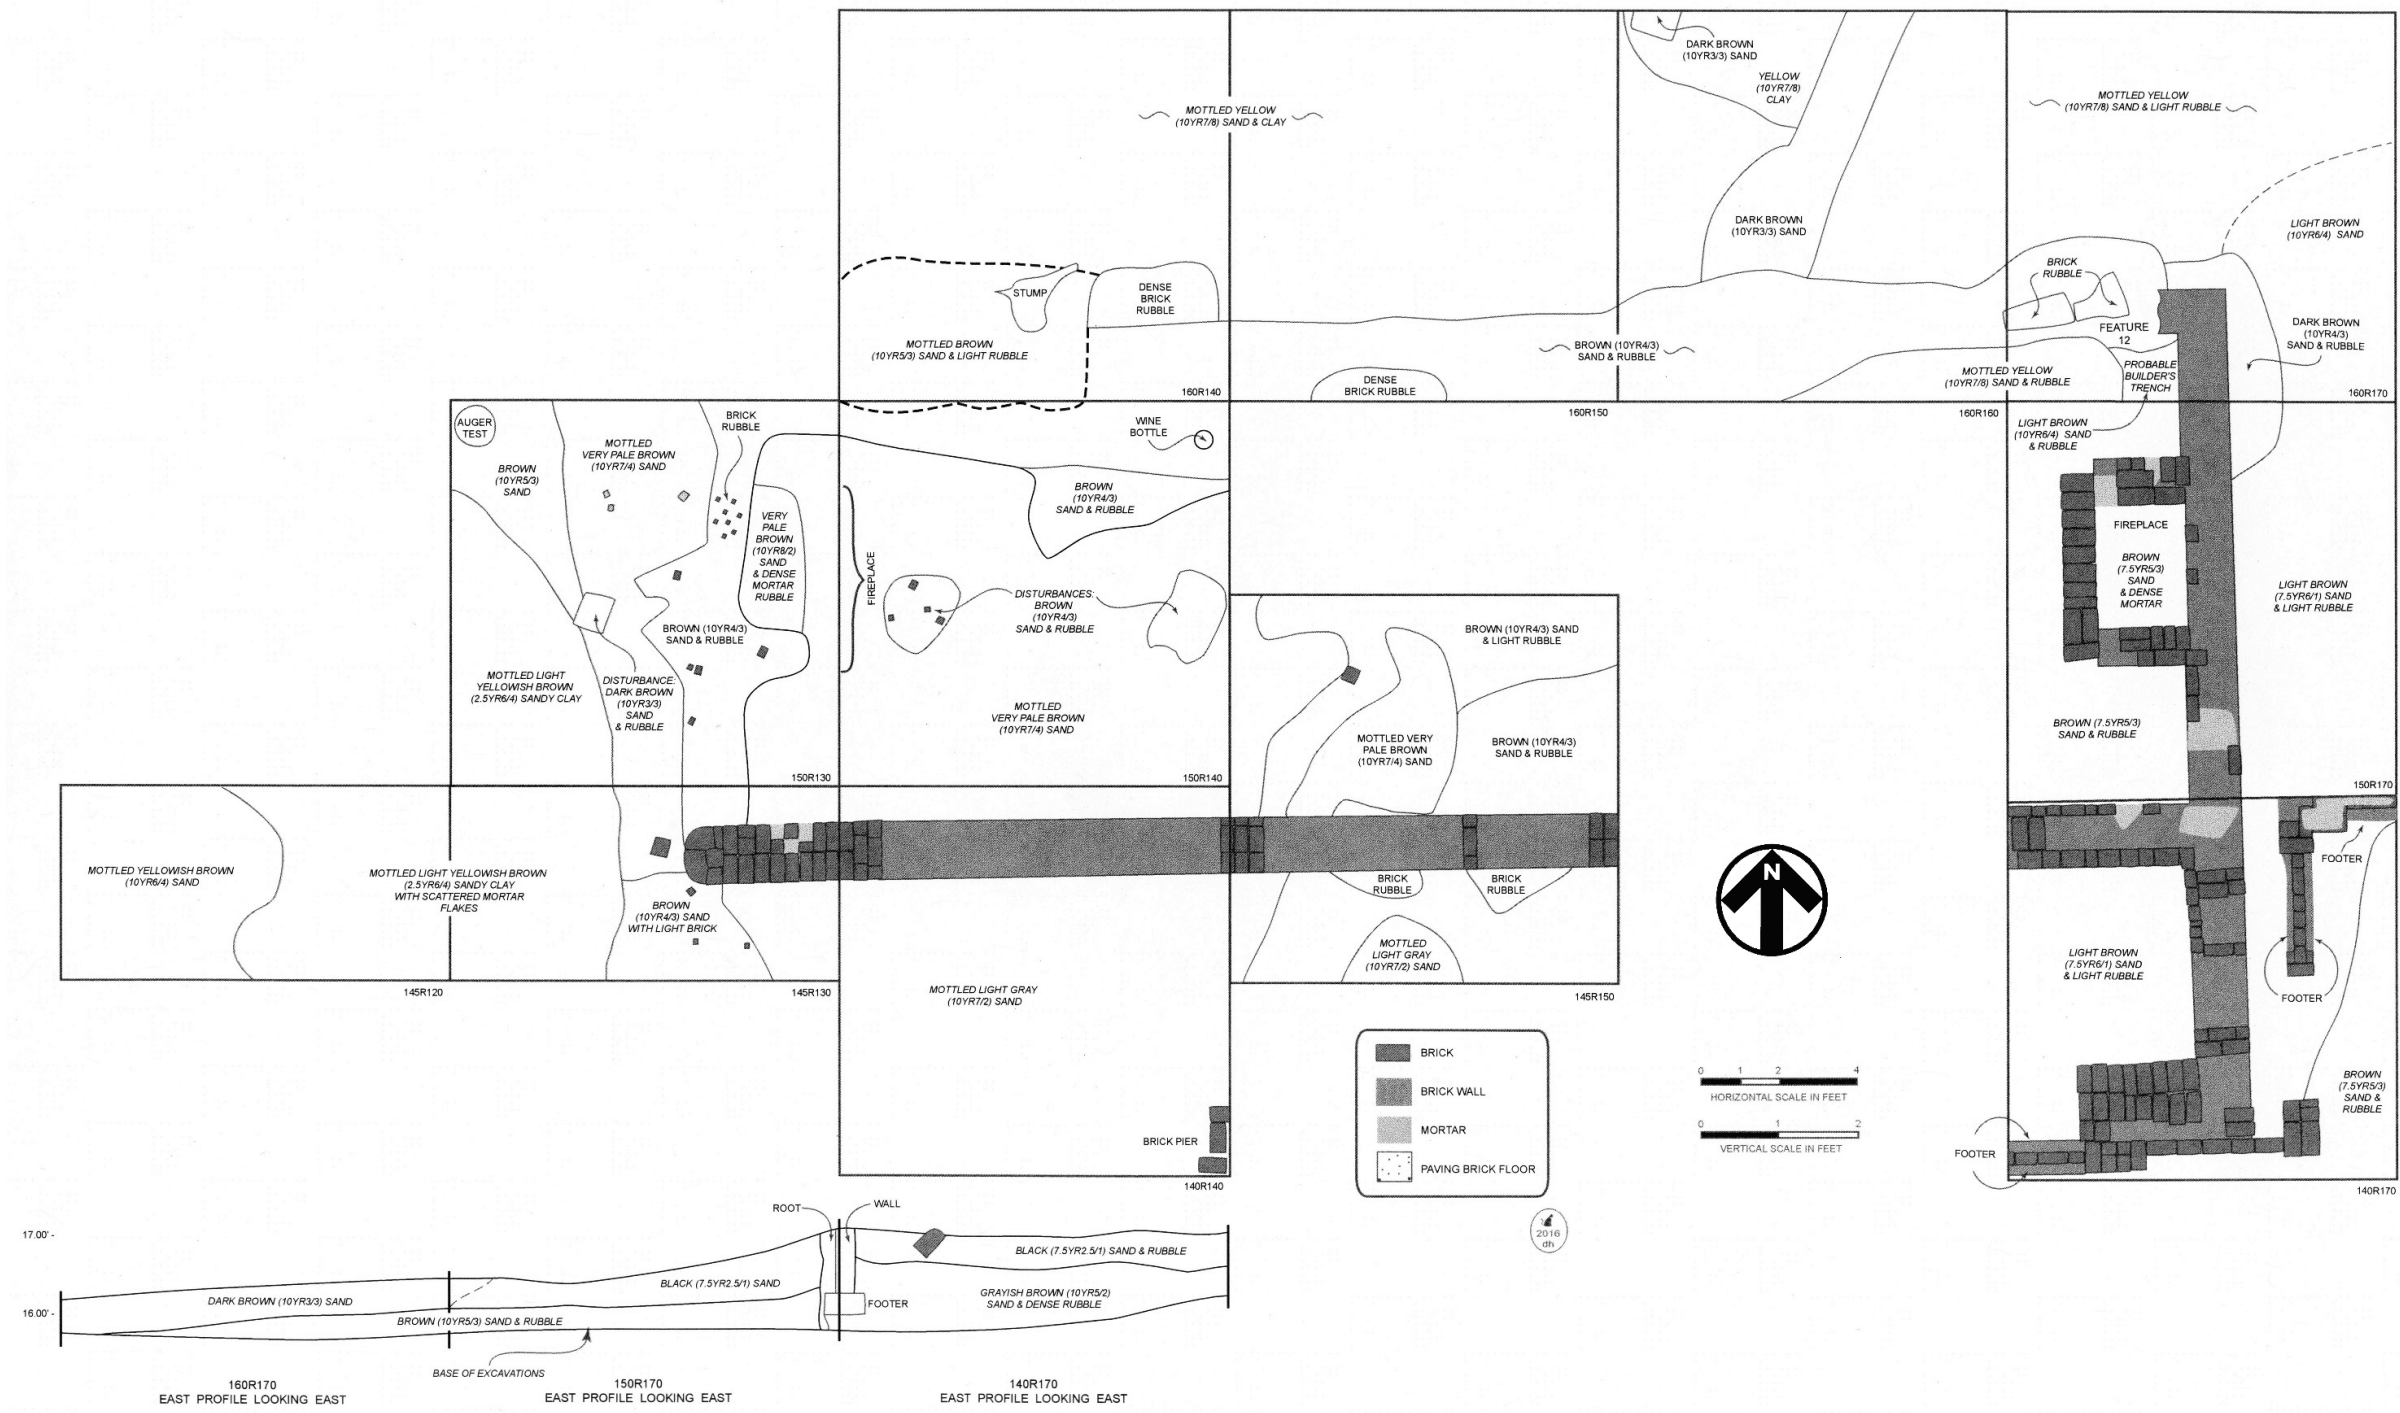 DARK BROWN
(10YR3/3) SAND
YELLOW
(10YR7/8)
CLAY
MOTTLED YELLOW
(10YR7/8) SAND & CLAY
MOTTLED YELLOW
(10YR7/8) SAND & LIGHT RUBBLE
DARK BROWN
(10YR3/3) SAND
LIGHT BROWN
(10YR6/4) SAND
BRICK
RUBBLE
STUMP
DENSE
BRICK
RUBBLE
FEATURE
12
DARK BROWN
(10YR4/3)
SAND & RUBBLE
MOTTLED BROWN
(10YR5/3) SAND & LIGHT RUBBLE
BROWN (10YR4/3)
SAND & RUBBLE
DENSE
BRICK RUBBLE
MOTTLED YELLOW
(10YR7/8) SAND & RUBBLE
PROBABLE
BUILDER'S
TRENCH
160R140
160R150
160R160
160R170
AUGER
TEST
BROWN
(10YR5/3)
SAND
MOTTLED
VERY PALE BROWN
(10YR7/4) SAND
BRICK
RUBBLE
VERY
PALE
BROWN
(10YR8/2)
SAND
& DENSE
MORTAR
RUBBLE
FIREPLACE
WINE
BOTTLE
BROWN
(10YR4/3)
SAND & RUBBLE
DISTURBANCES:
BROWN
(10YR4/3)
SAND & RUBBLE
BROWN (10YR4/3)
SAND & RUBBLE
MOTTLED LIGHT
YELLOWISH BROWN
(2.5YR6/4) SANDY CLAY
DISTURBANCE:
DARK BROWN
(10YR3/3)
SAND
& RUBBLE
MOTTLED
VERY PALE BROWN
(10YR7/4) SAND
150R130
150R140
BROWN (10YR4/3) SAND
& LIGHT RUBBLE
MOTTLED VERY
PALE BROWN
(10YR7/4) SAND
BROWN (10YR4/3)
SAND & RUBBLE
LIGHT BROWN
(10YR6/4) SAND
& RUBBLE
FIREPLACE
BROWN
(7.5YR5/3)
SAND
& DENSE
MORTAR
LIGHT BROWN
(7.5YR6/1) SAND
& LIGHT RUBBLE
BROWN (7.5YR5/3)
SAND & RUBBLE
150R170
MOTTLED YELLOWISH BROWN
(10YR6/4) SAND
MOTTLED LIGHT YELLOWISH BROWN
(2.5YR6/4) SANDY CLAY
WITH SCATTERED MORTAR
FLAKES
BROWN
(10YR4/3) SAND
WITH LIGHT BRICK
145R120
145R130
BRICK
RUBBLE
BRICK
RUBBLE
MOTTLED
LIGHT GRAY
(10YR7/2) SAND
145R150
MOTTLED LIGHT GRAY
(10YR7/2) SAND
BRICK PIER
140R140
N
FOOTER
LIGHT BROWN
(7.5YR6/1) SAND
& LIGHT RUBBLE
FOOTER
BROWN
(7.5YR5/3)
SAND &
RUBBLE
FOOTER
140R170
BRICK
BRICK WALL
MORTAR
PAVING BRICK FLOOR
0 1 2 4
HORIZONTAL SCALE IN FEET
0 1 2
VERTICAL SCALE IN FEET
2016
dh
17.00' -
16.00' -
ROOT
WALL
BLACK (7.5YR2.5/1) SAND & RUBBLE
BLACK (7.5YR2.5/1) SAND
DARK BROWN (10YR3/3) SAND
FOOTER
GRAYISH BROWN (10YR5/2)
SAND & DENSE RUBBLE
BROWN (10YR5/3) SAND & RUBBLE
BASE OF EXCAVATIONS
160R170
EAST PROFILE LOOKING EAST
150R170
EAST PROFILE LOOKING EAST
140R170
EAST PROFILE LOOKING EAST